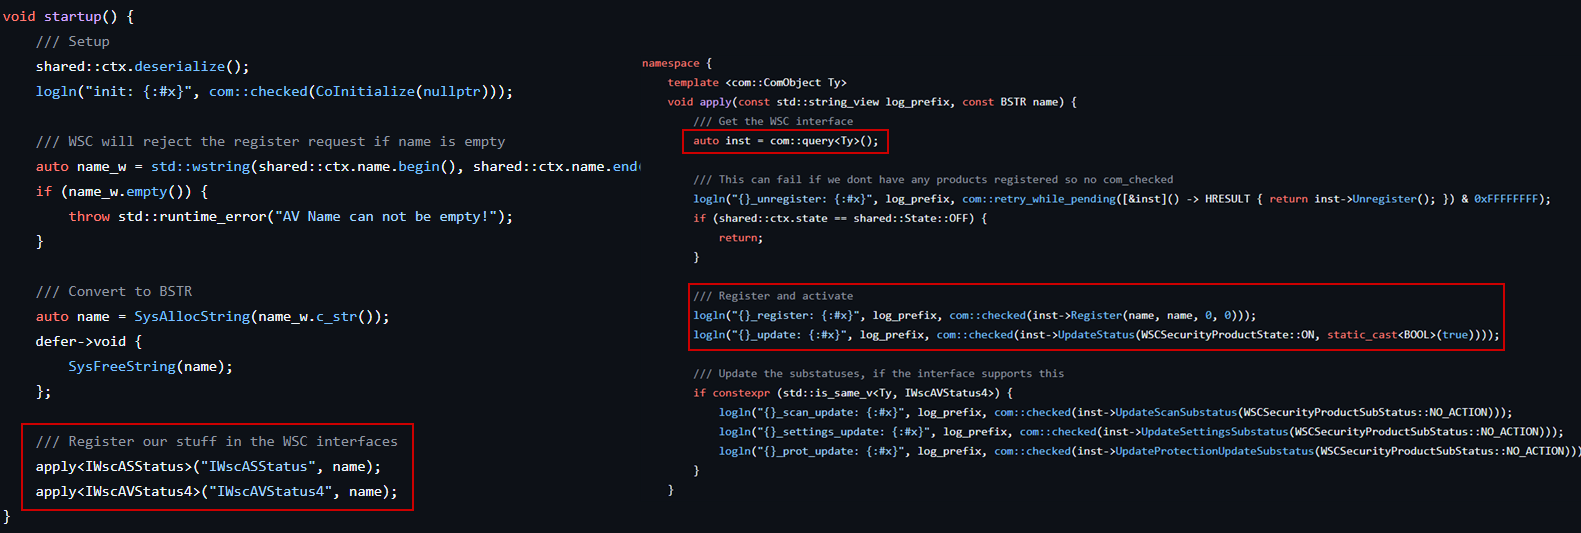 void startup() {
/// Setup
shared::ctx.deserialize();
logln("init: {:#x}", com::checked(CoInitialize(nullptr)));
/// WSC will reject the register request if name is empty
auto name_w = std::wstring(shared::ctx.name.begin(), shared::ctx.name.end(
if (name_w.empty()) {
throw std::runtime_error("AV Name can not be empty!");
}
/// Convert to BSTR
auto name = SysAllocString(name_w.c_str());
defer->void {
SysFreeString(name);
};
/// Register our stuff in the WSC interfaces
apply<IWscASStatus>("IWscASStatus", name);
apply<IWscAVStatus4>("IWscAVStatus4", name);
}
namespace {
template <com::ComObject Ty>
void apply(const std::string_view log_prefix, const BSTR name) {
/// Get the WSC interface
auto inst = com::query<Ty>();
/// This can fail if we dont have any products registered so no com_checked
logln("{}_unregister: {:#x}", log_prefix, com::retry_while_pending([&inst]() -> HRESULT { return inst->Unregister(); }) & 0xFFFFFFFF);
if (shared::ctx.state == shared::State::OFF) {
return;
}
/// Register and activate
logln("{}_register: {:#x}", log_prefix, com::checked(inst->Register(name, name, 0, 0)));
logln("{}_update: {:#x}", log_prefix, com::checked(inst->UpdateStatus(WSCSecurityProductState::ON, static_cast<BOOL>(true))));
/// Update the substatuses, if the interface supports this
if constexpr (std::is_same_v<Ty, IWscAVStatus4>) {
logln("{}_scan_update: {:#x}", log_prefix, com::checked(inst->UpdateScanSubstatus(WSCSecurityProductSubStatus::NO_ACTION)));
logln("{}_settings_update: {:#x}", log_prefix, com::checked(inst->UpdateSettingsSubstatus(WSCSecurityProductSubStatus::NO_ACTION)));
logln("{}_prot_update: {:#x}", log_prefix, com::checked(inst->UpdateProtectionUpdateSubstatus(WSCSecurityProductSubStatus::NO_ACTION)))
}
}